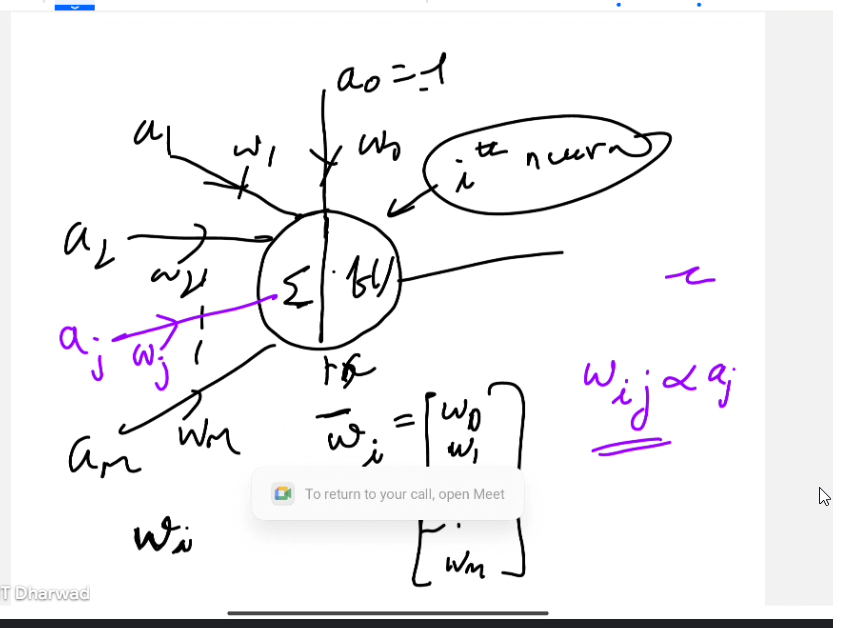 a0 = -1
a1
w1
w0
ith neuron
a2
w2
Σ f()
aj
wj
wij ∝ aj
am
wm
w̄i = [w0
w1
To return to your call, open Meet
wi
wm]
T Dharwad